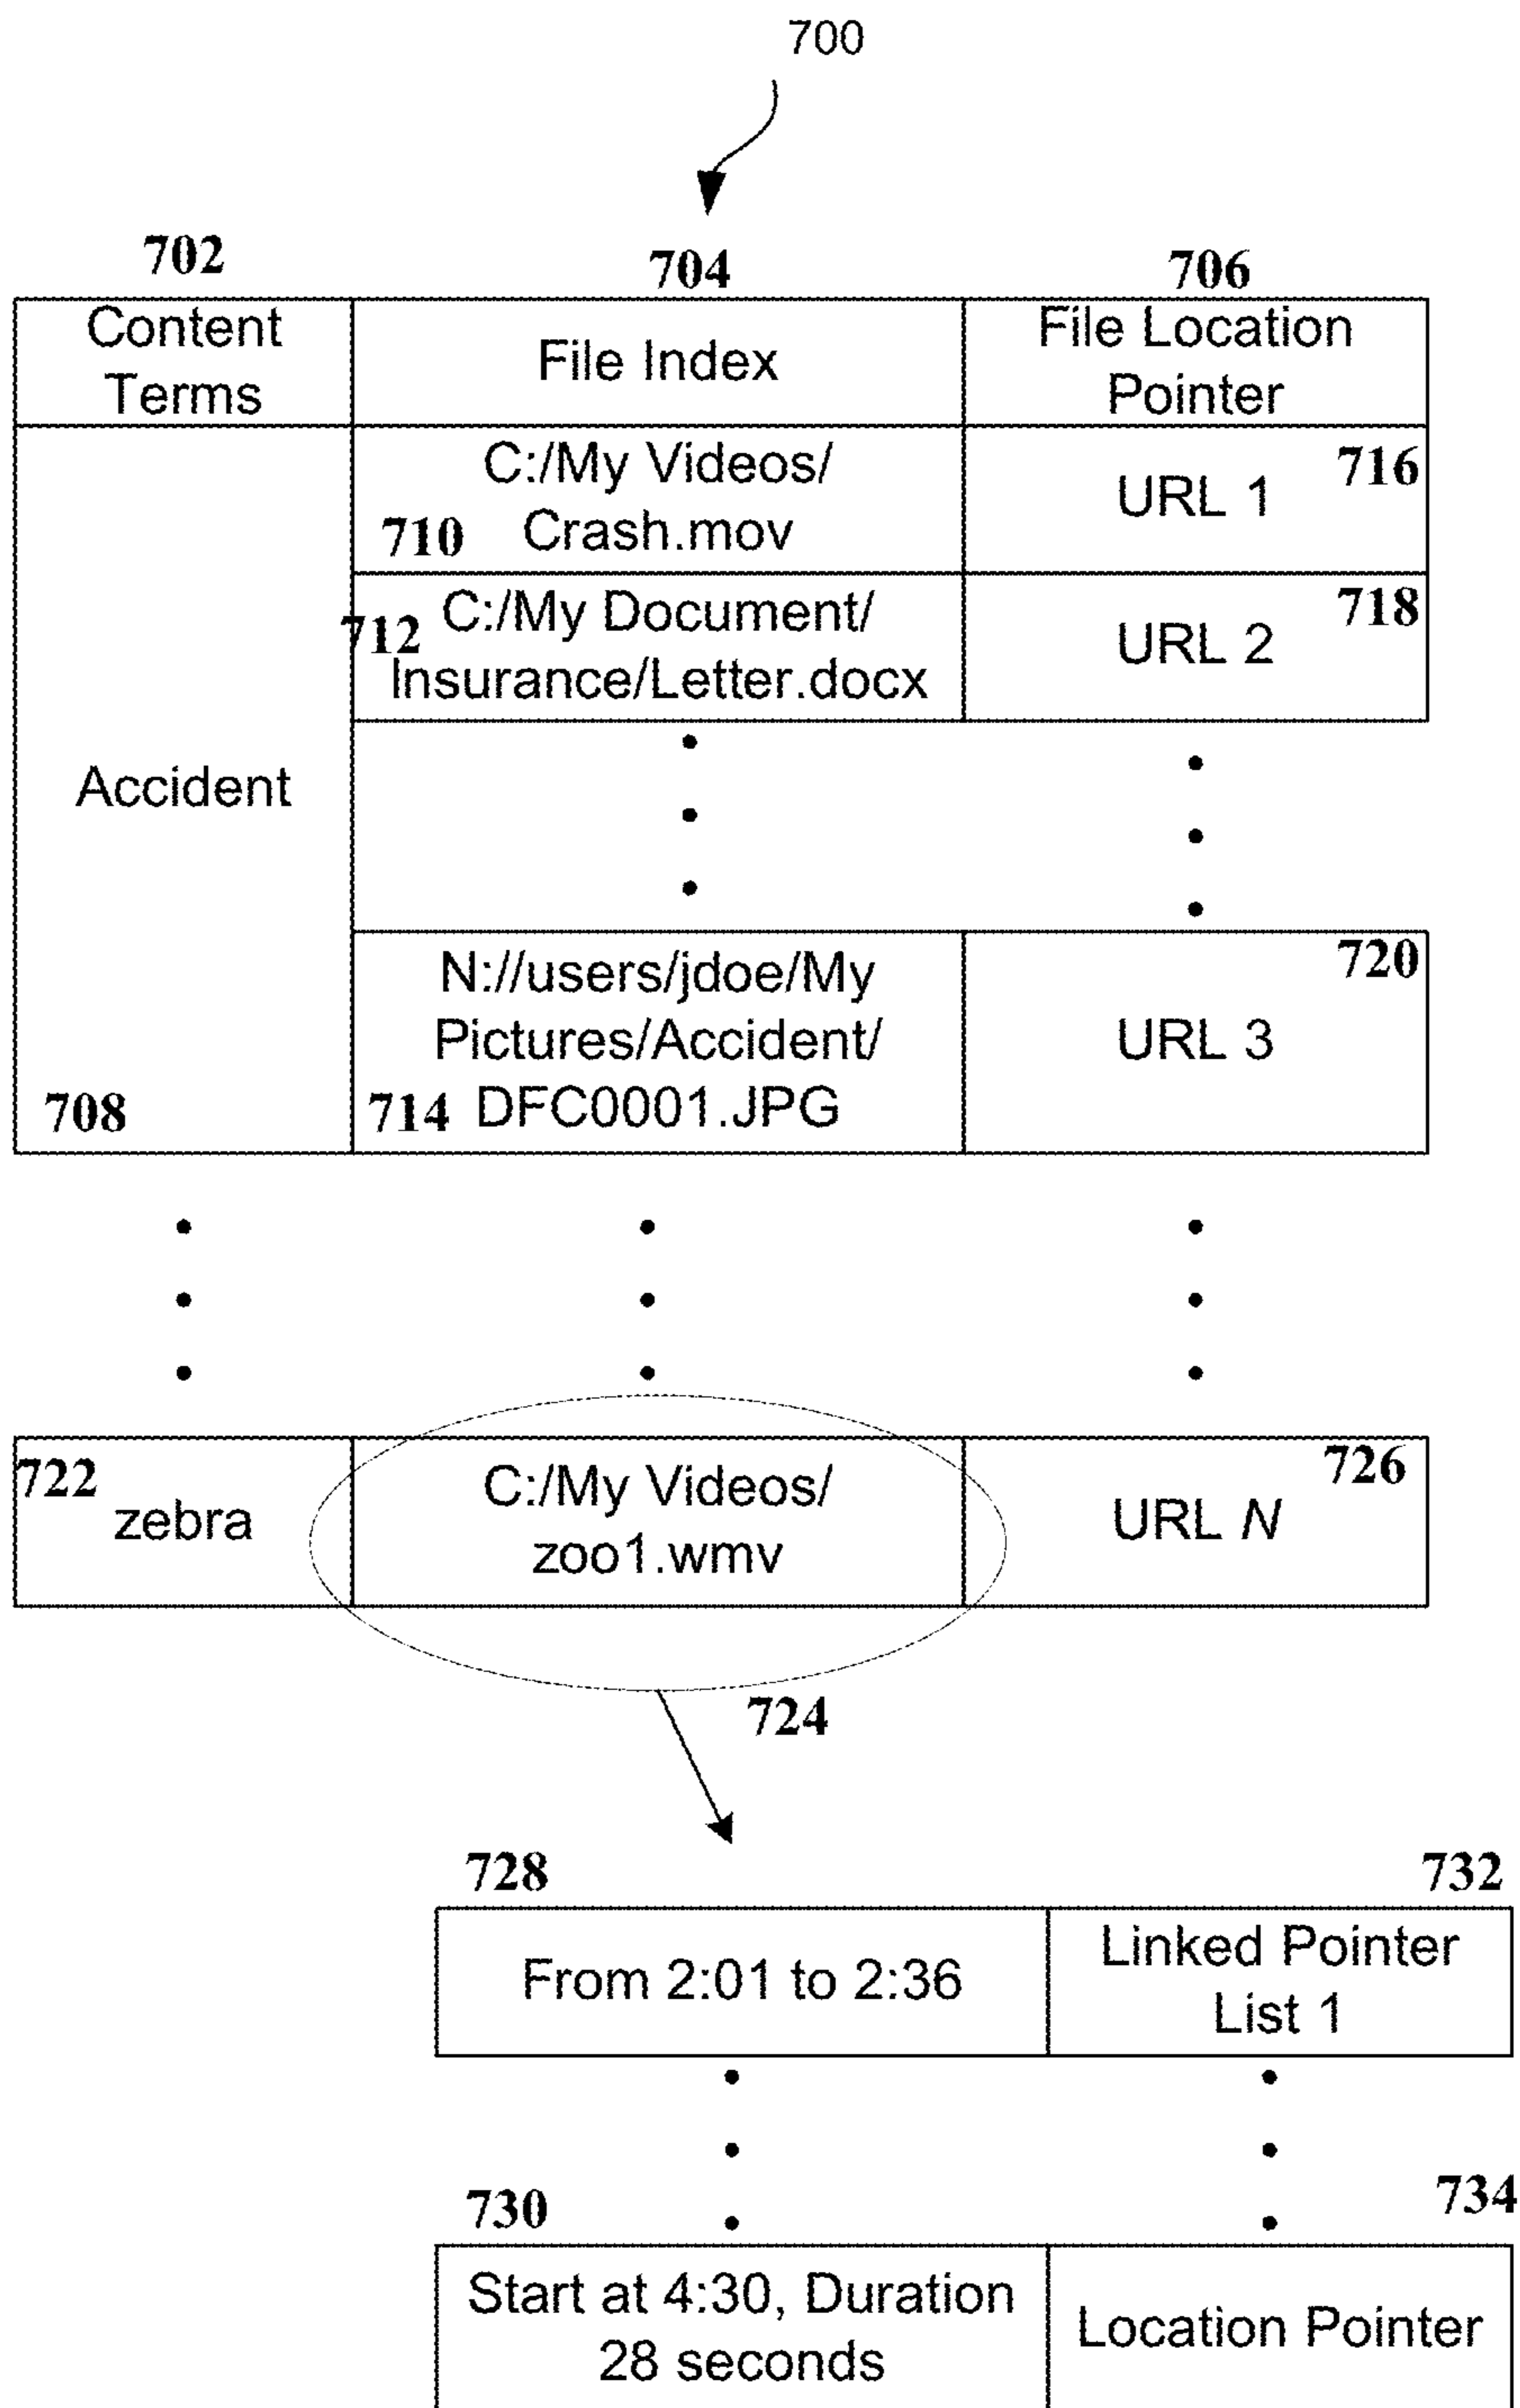 700
702
704
706
Content
Terms
File Index
File Location
Pointer
C:/My Videos/
Crash.mov
710
URL 1
716
712
C:/My Document/
Insurance/Letter.docx
URL 2
718
Accident
708
N://users/jdoe/My
Pictures/Accident/
DFC0001.JPG
714
URL 3
720
722
zebra
C:/My Videos/
zoo1.wmv
URL N
726
724
728
732
From 2:01 to 2:36
Linked Pointer
List 1
730
734
Start at 4:30, Duration
28 seconds
Location Pointer